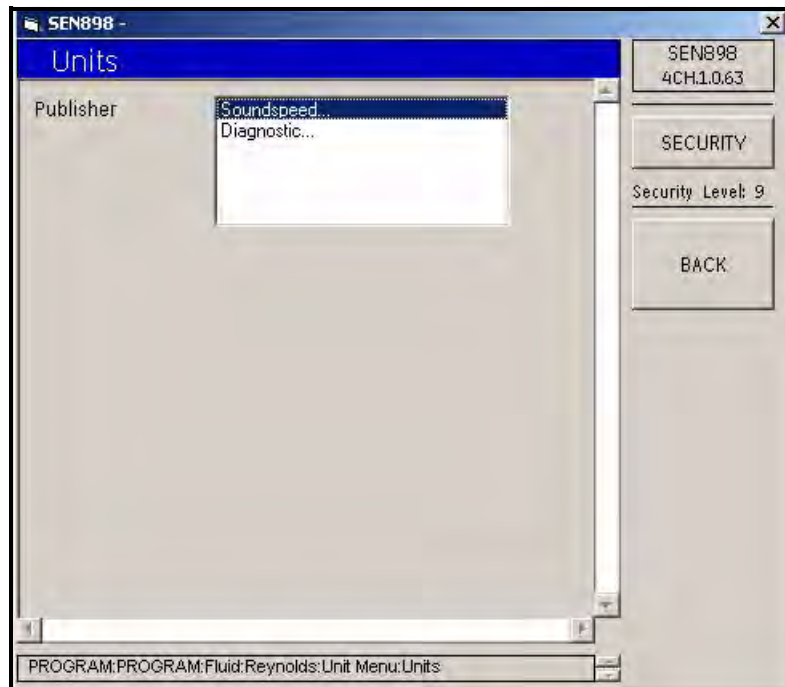 SEN898 -
Units
SEN898
4CH.1.0.63
Publisher
Soundspeed...
Diagnostic...
SECURITY
Security Level: 9
BACK
PROGRAM:PROGRAM:Fluid:Reynolds:Unit Menu:Units